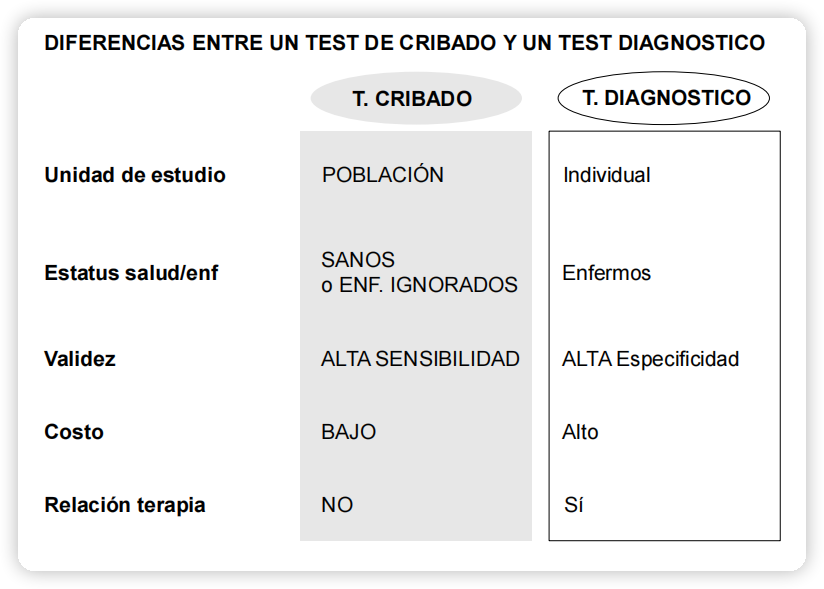 DIFERENCIAS ENTRE UN TEST DE CRIBADO Y UN TEST DIAGNOSTICO
T. CRIBADO T. DIAGNOSTICO
Unidad de estudio POBLACIÓN Individual
Estatus salud/enf SANOS
o ENF. IGNORADOS Enfermos
Validez ALTA SENSIBILIDAD ALTA Especificidad
Costo BAJO Alto
Relación terapia NO Sí